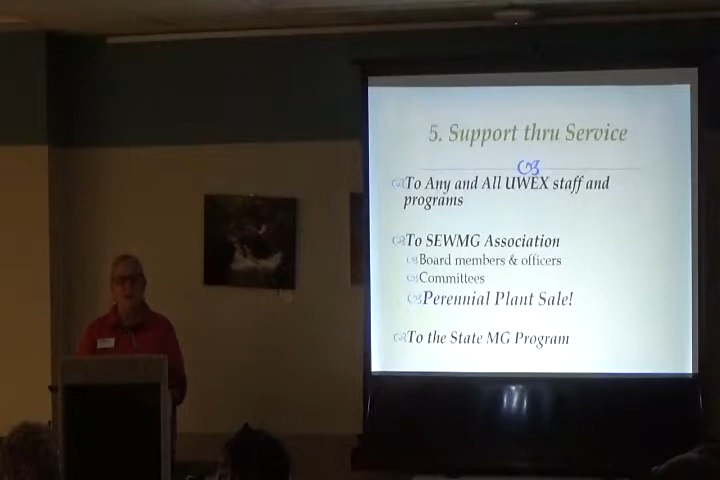 5. Support thru Service
To Any and All UWEX staff and
programs
To SEWMG Association
Board members & officers
Committees
Perennial Plant Sale!
To the State MG Program